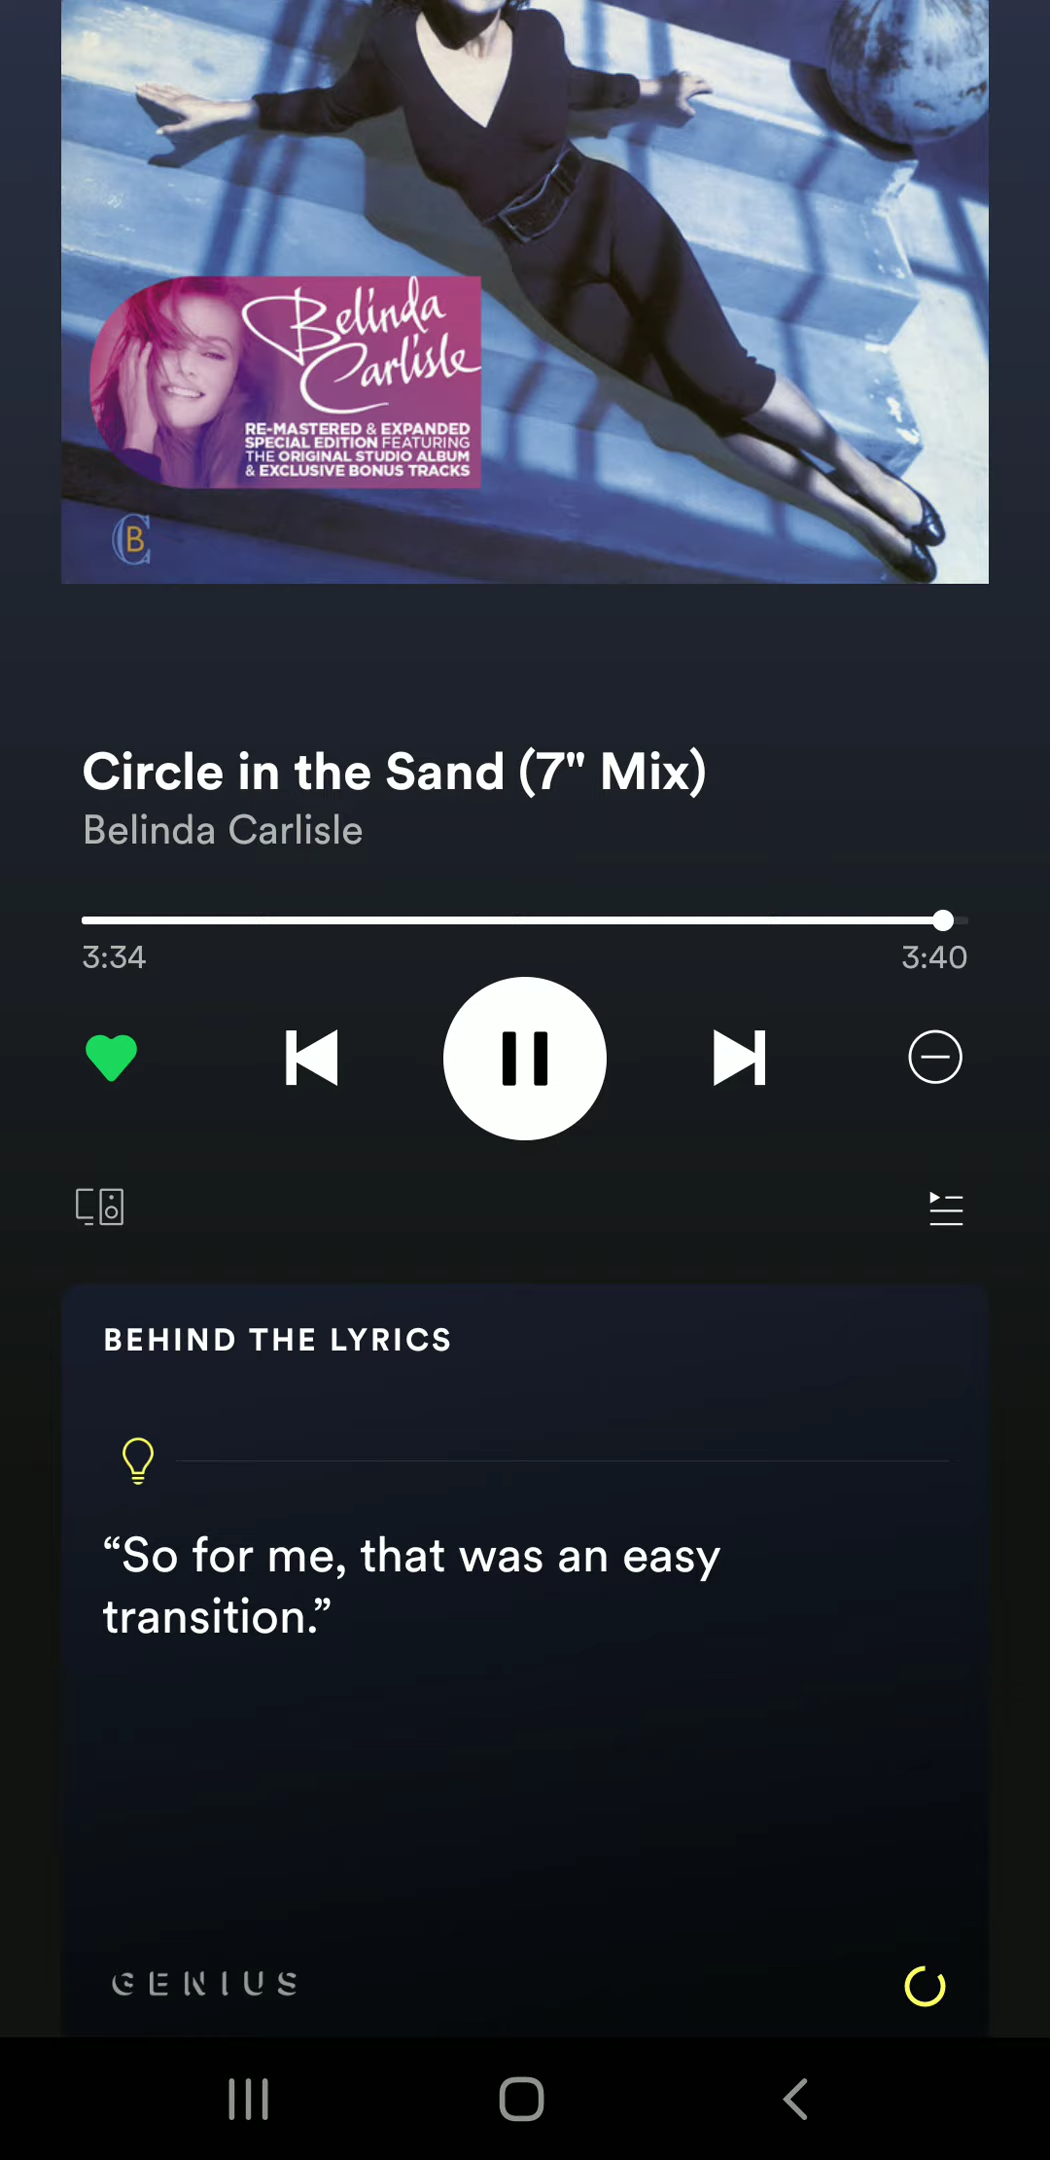 Belinda
Carlisle
RE-MASTERED & EXPANDED
SPECIAL EDITION FEATURING
THE ORIGINAL STUDIO ALBUM
& EXCLUSIVE BONUS TRACKS
CB
Circle in the Sand (7" Mix)
Belinda Carlisle
3:34
3:40
BEHIND THE LYRICS
“So for me, that was an easy
transition.”
GENIUS